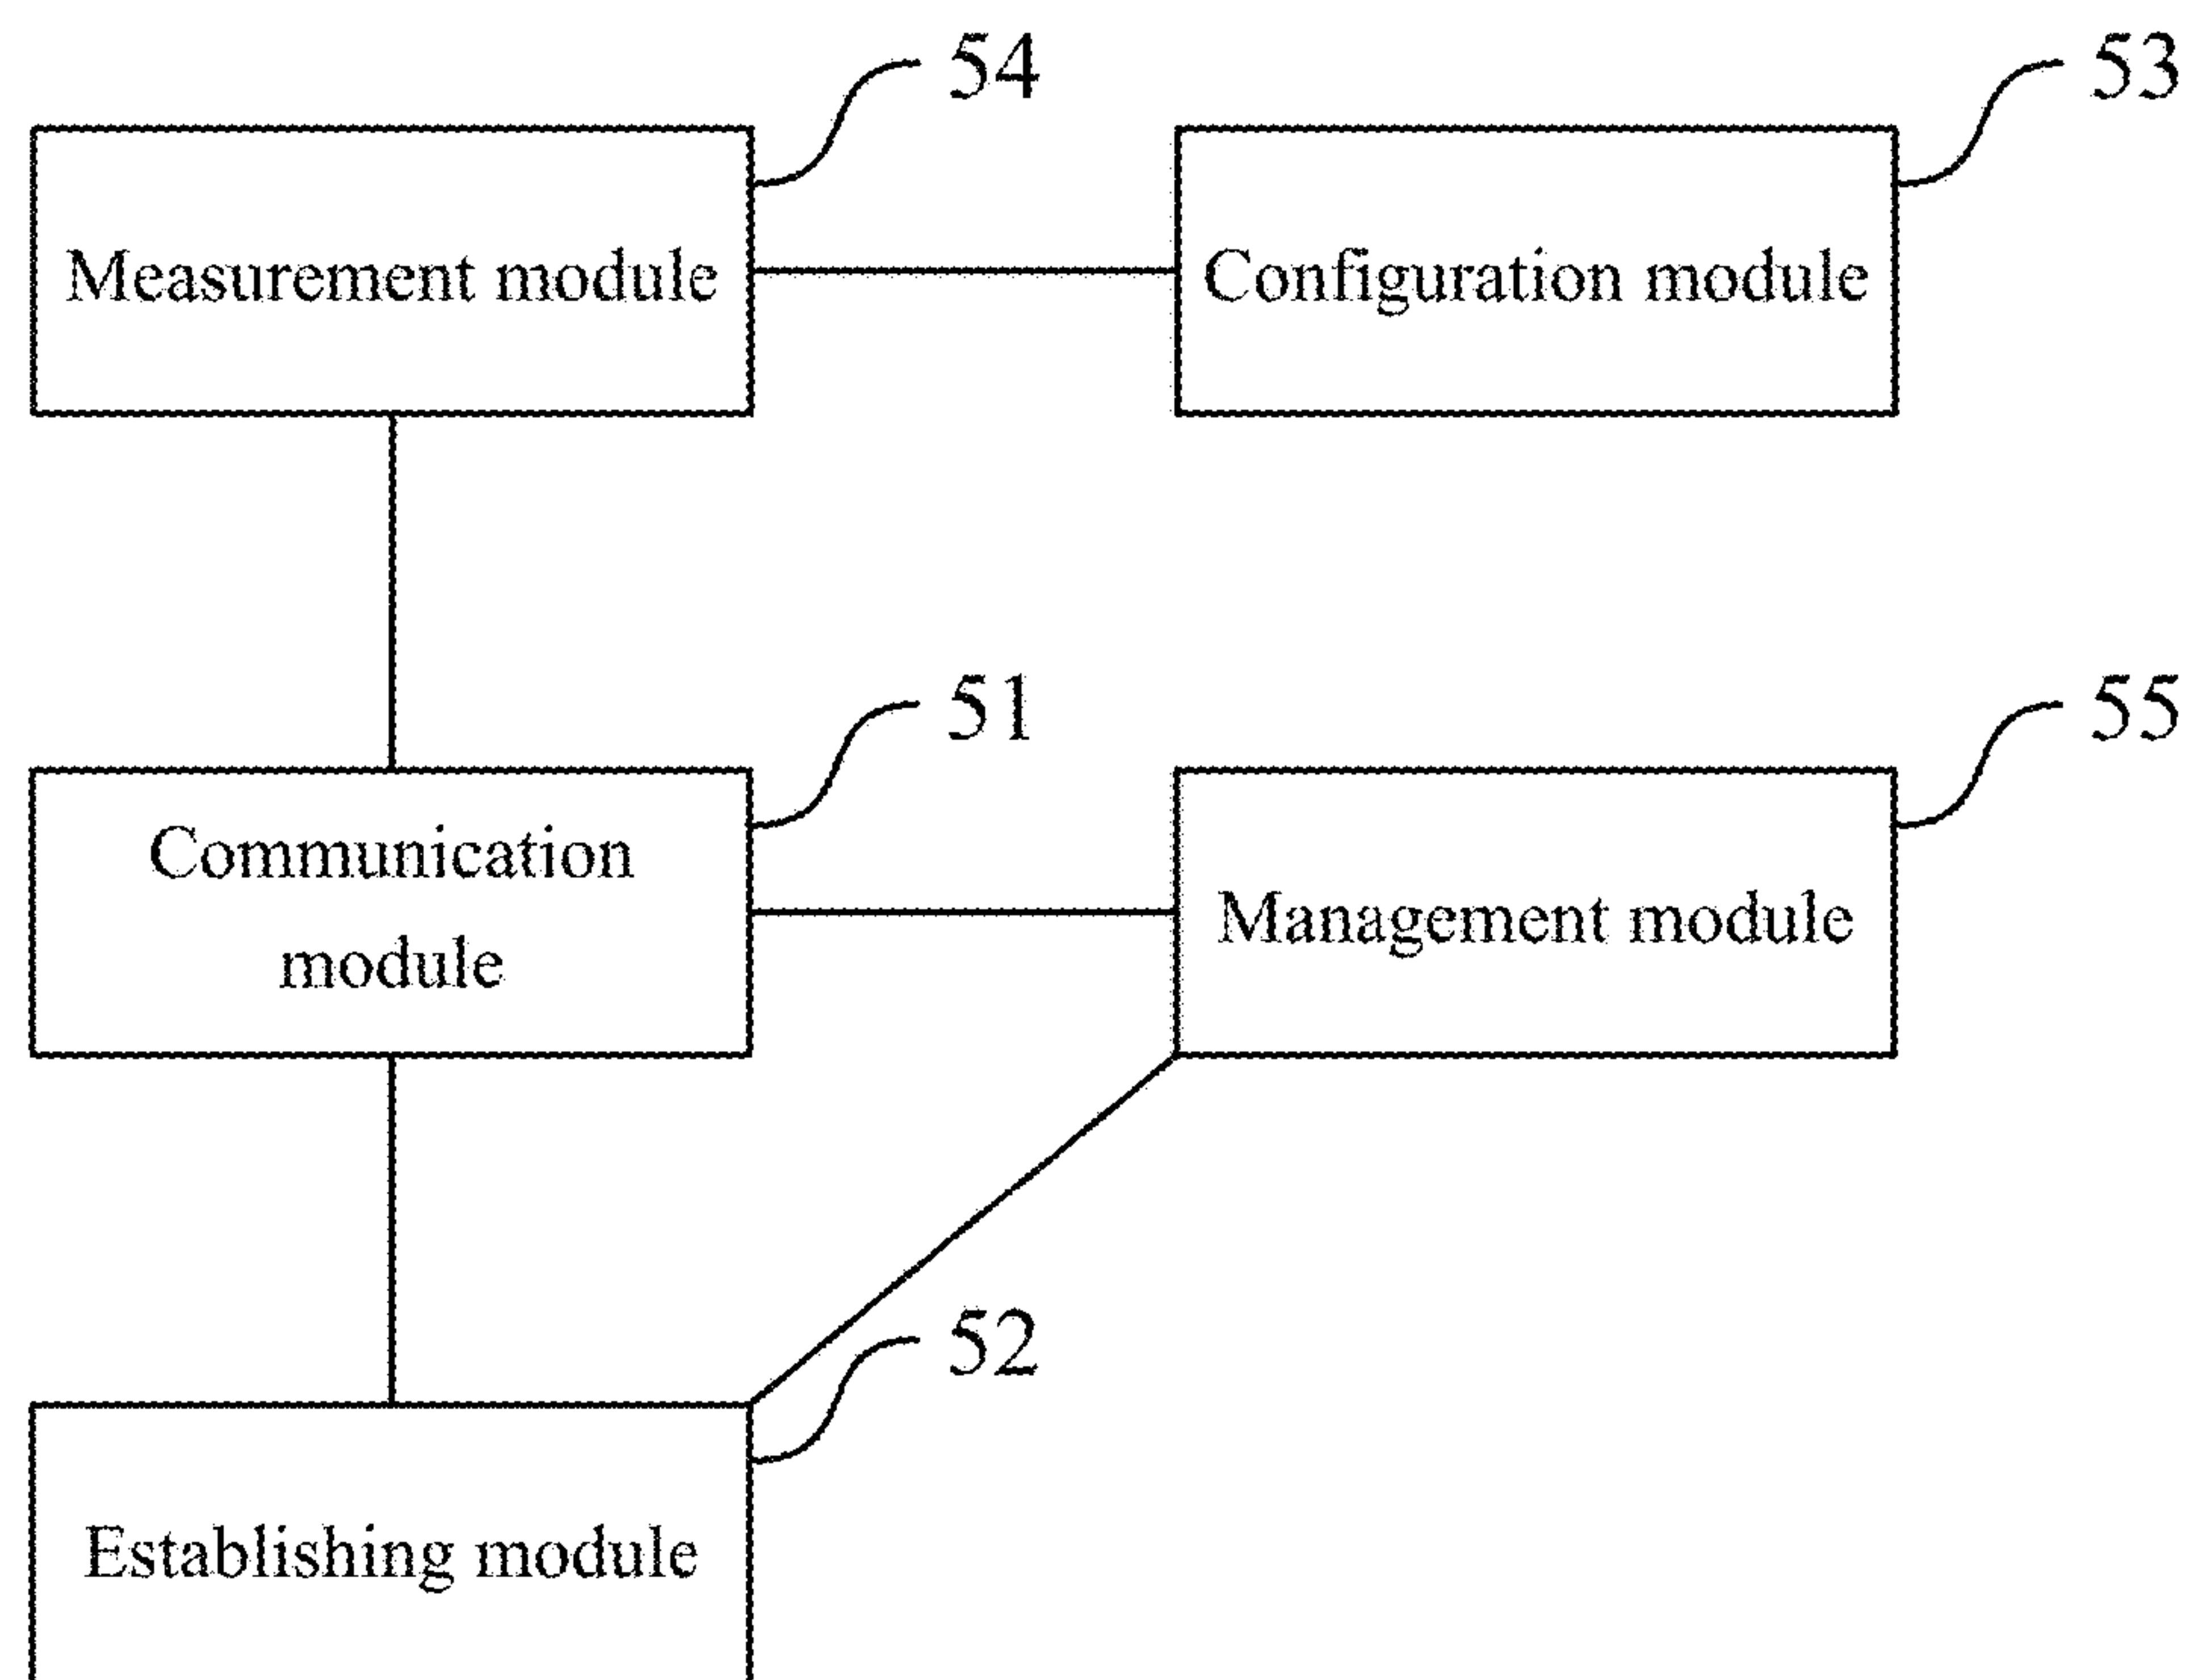 54
53
Measurement module
Configuration module
51
55
Communication
module
Management module
52
Establishing module